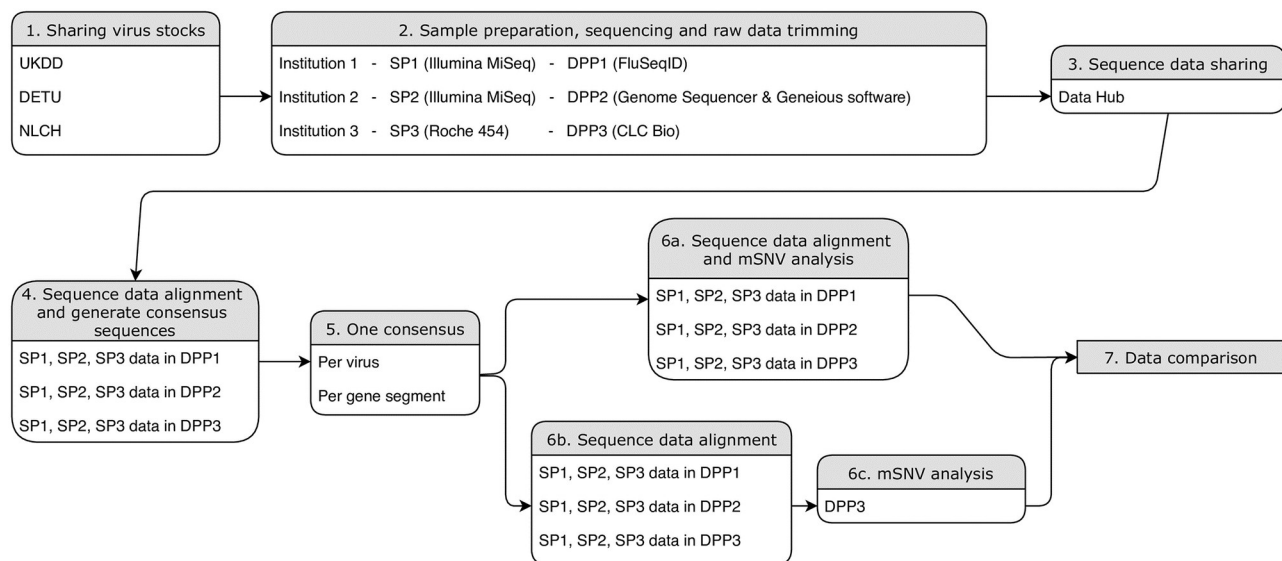 1. Sharing virus stocks
UKDD
DETU
NLCH
2. Sample preparation, sequencing and raw data trimming
Institution 1 - SP1 (Illumina MiSeq) - DPP1 (FluSeqID)
Institution 2 - SP2 (Illumina MiSeq) - DPP2 (Genome Sequencer & Geneious software)
Institution 3 - SP3 (Roche 454) - DPP3 (CLC Bio)
3. Sequence data sharing
Data Hub
4. Sequence data alignment
and generate consensus
sequences
SP1, SP2, SP3 data in DPP1
SP1, SP2, SP3 data in DPP2
SP1, SP2, SP3 data in DPP3
5. One consensus
Per virus
Per gene segment
6a. Sequence data alignment
and mSNV analysis
SP1, SP2, SP3 data in DPP1
SP1, SP2, SP3 data in DPP2
SP1, SP2, SP3 data in DPP3
6b. Sequence data alignment
SP1, SP2, SP3 data in DPP1
SP1, SP2, SP3 data in DPP2
SP1, SP2, SP3 data in DPP3
6c. mSNV analysis
DPP3
7. Data comparison